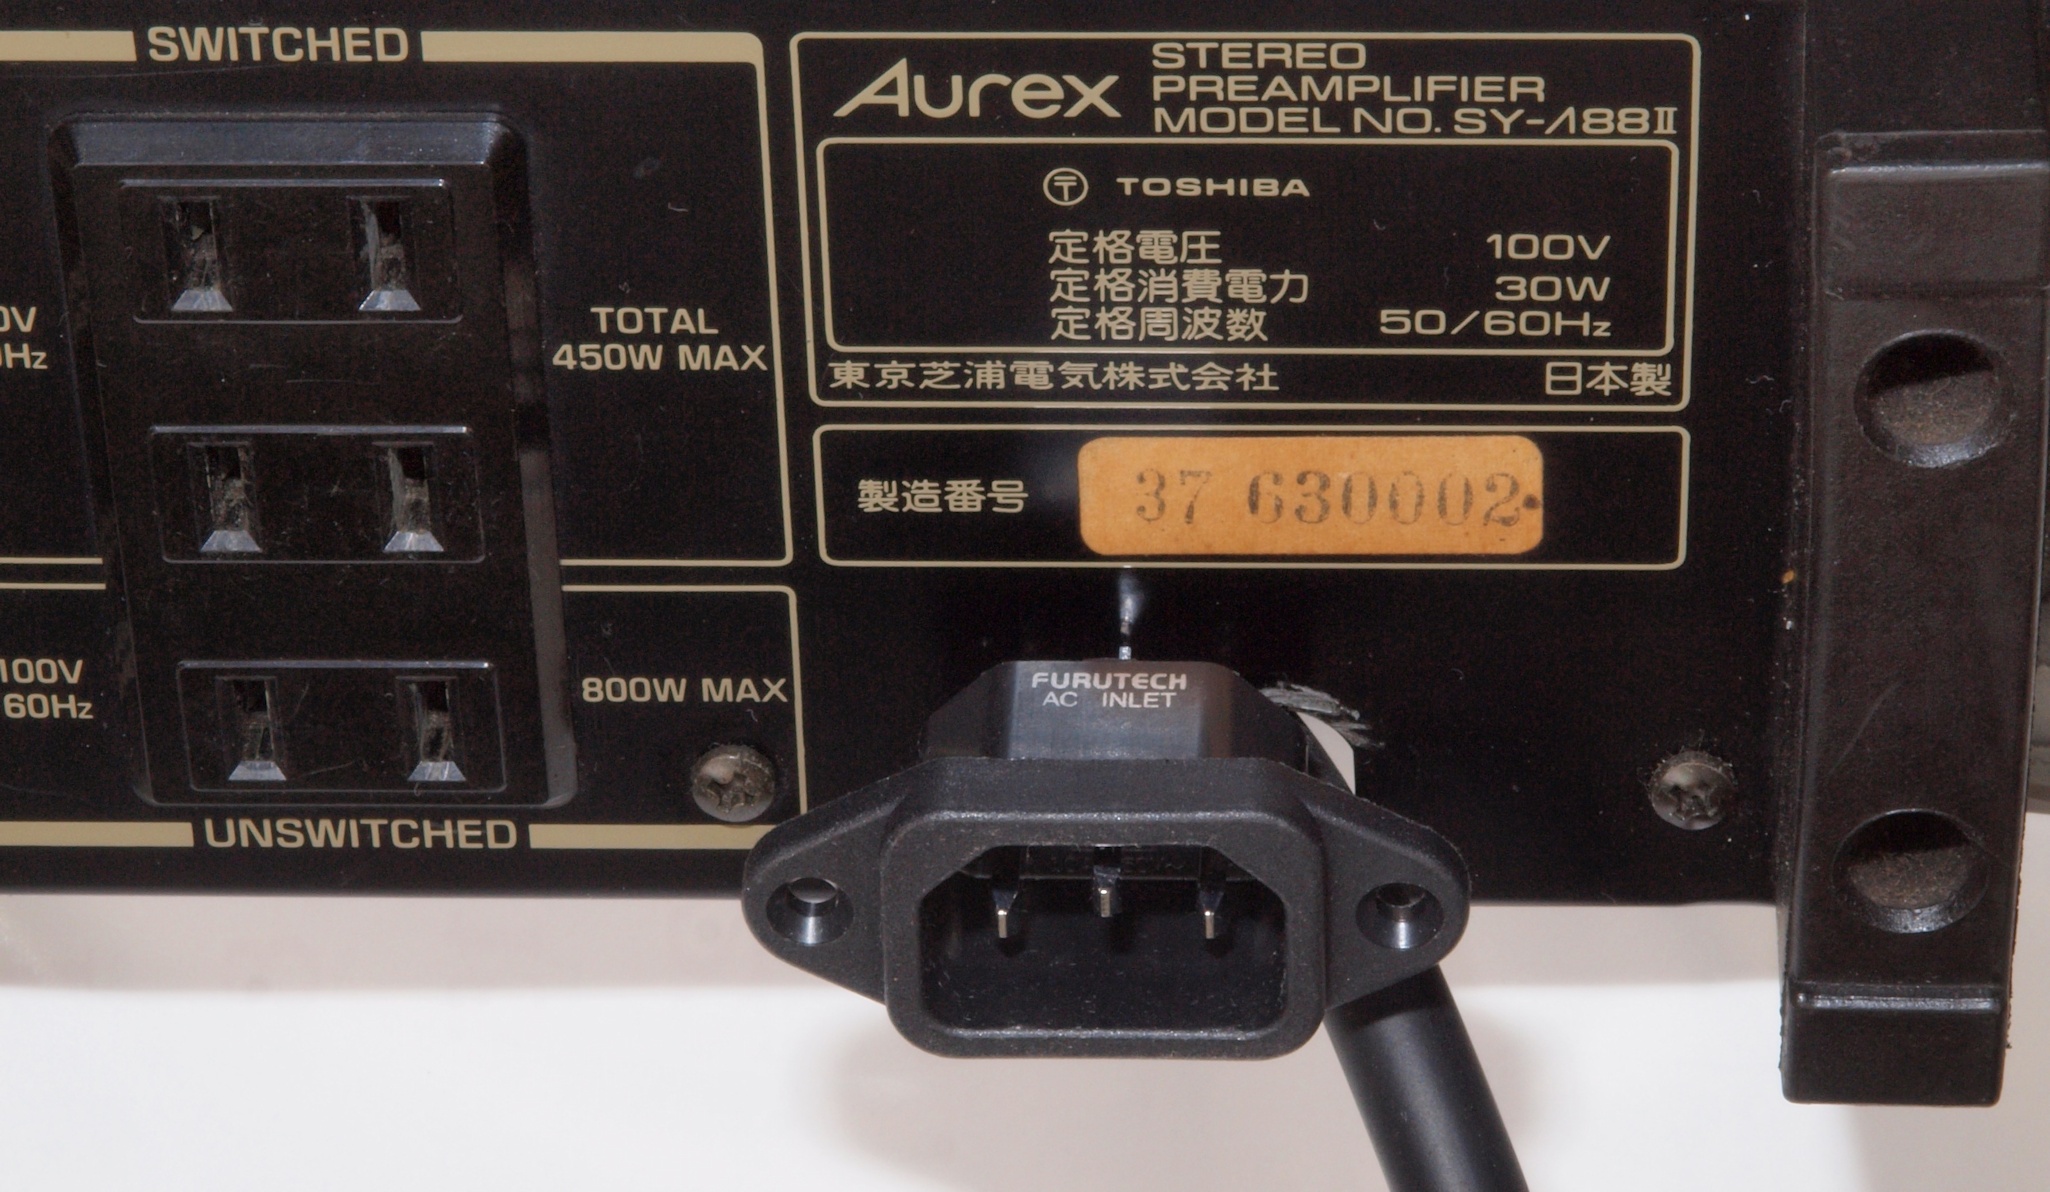 SWITCHED
0V
Hz
TOTAL
450W MAX
100V
60Hz
800W MAX
UNSWITCHED
Aurex
STEREO
PREAMPLIFIER
MODEL NO. SY-Λ88Ⅱ
TOSHIBA
定格電圧 100V
定格消費電力 30W
定格周波数 50/60Hz
東京芝浦電気株式会社 日本製
製造番号 37 630002
FURUTECH
AC INLET